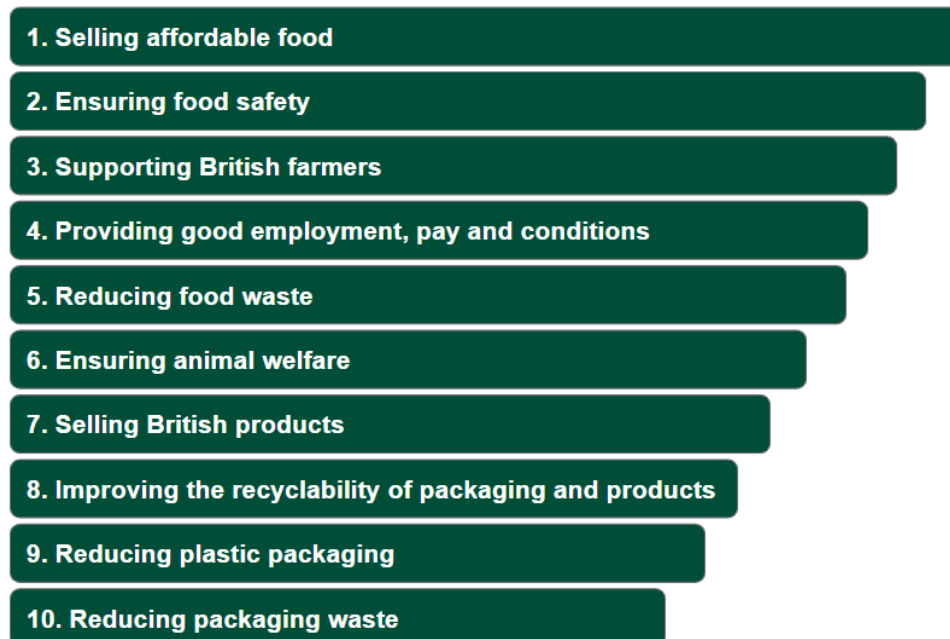 1. Selling affordable food
2. Ensuring food safety
3. Supporting British farmers
4. Providing good employment, pay and conditions
5. Reducing food waste
6. Ensuring animal welfare
7. Selling British products
8. Improving the recyclability of packaging and products
9. Reducing plastic packaging
10. Reducing packaging waste